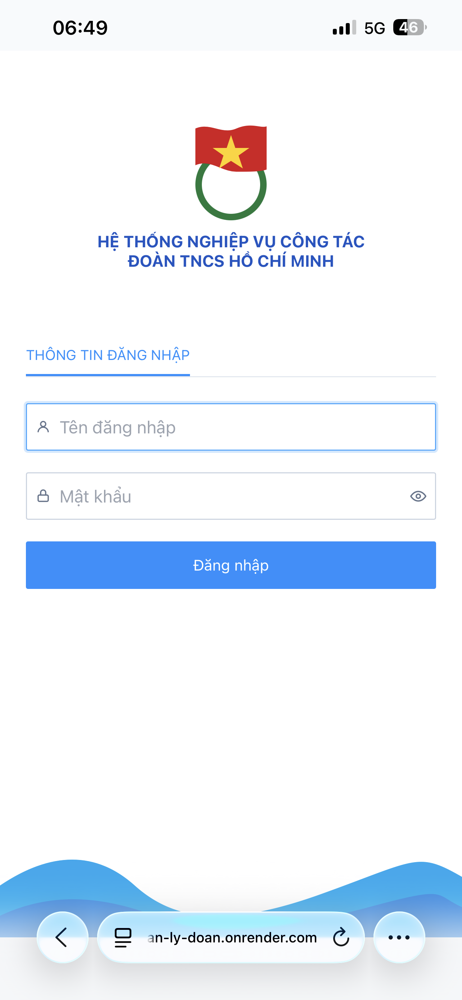 06:49
5G
46
HỆ THỐNG NGHIỆP VỤ CÔNG TÁC
ĐOÀN TNCS HỒ CHÍ MINH
THÔNG TIN ĐĂNG NHẬP
Tên đăng nhập
Mật khẩu
Đăng nhập
an-ly-doan.onrender.com